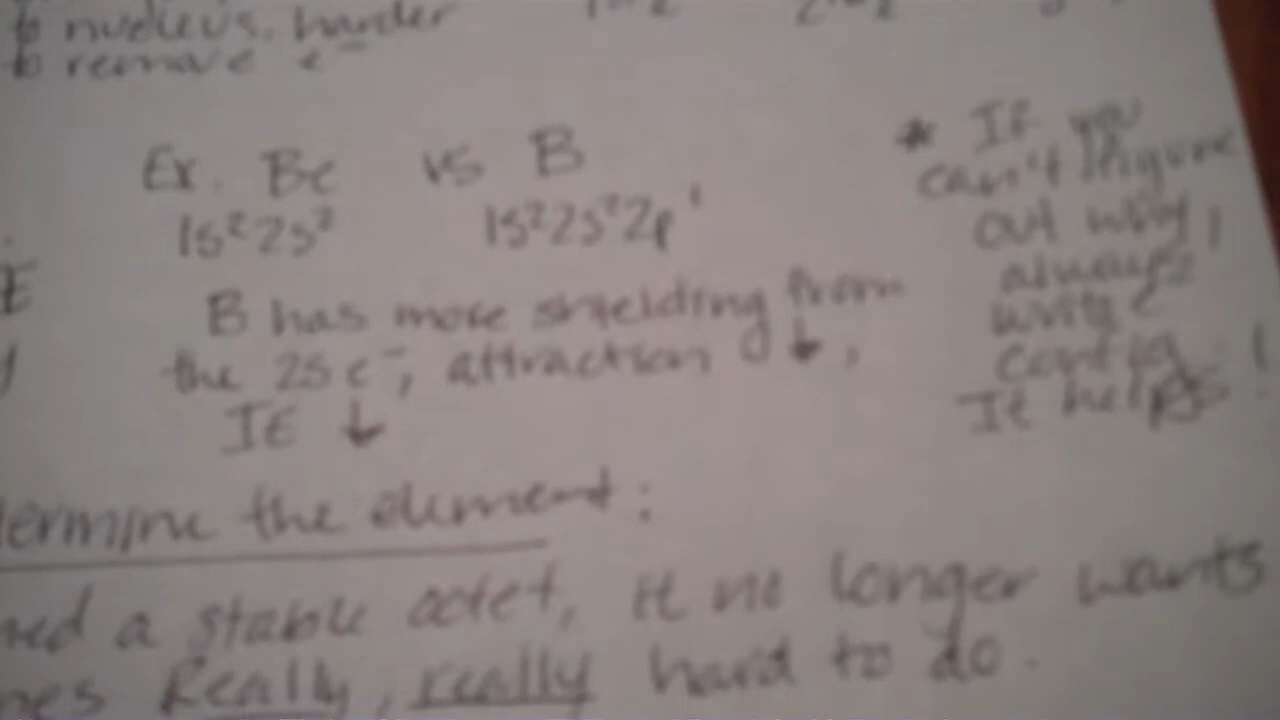 to nucleus, harder
to remove e⁻
Ex. Be vs B
1s²2s² 1s²2s²2p¹
B has more shielding from
the 2s e⁻, attraction ↓,
IE ↓
* If you
can't figure
out why,
always
write e⁻
config.
It helps!
termine the element:
ned a stable octet, it no longer wants
nes Really, really hard to do.